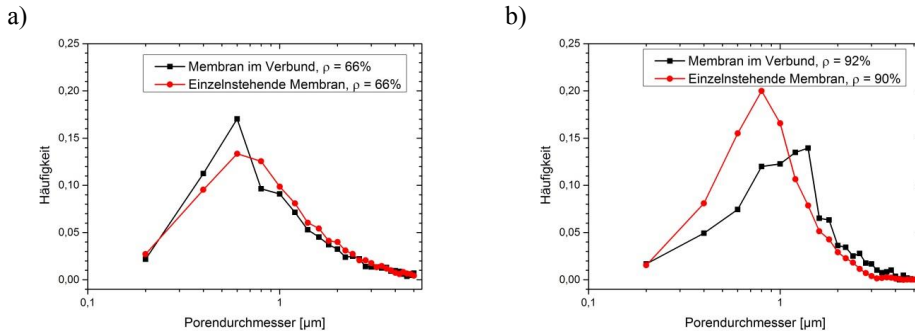 a)
0,25
0,20
0,15
0,10
0,05
0,00
Häufigkeit
Membran im Verbund, ρ = 66%
Einzelnstehende Membran, ρ = 66%
0,1
1
Porendurchmesser [µm]
b)
0,25
0,20
0,15
0,10
0,05
0,00
Häufigkeit
Membran im Verbund, ρ = 92%
Einzelnstehende Membran, ρ = 90%
0,1
1
Porendurchmesser [µm]